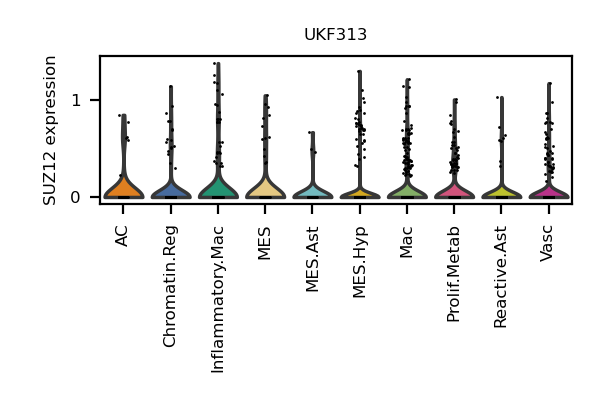 UKF313
SUZ12 expression
1
0
AC
Chromatin.Reg
Inflammatory.Mac
MES
MES.Ast
MES.Hyp
Mac
Prolif.Metab
Reactive.Ast
Vasc